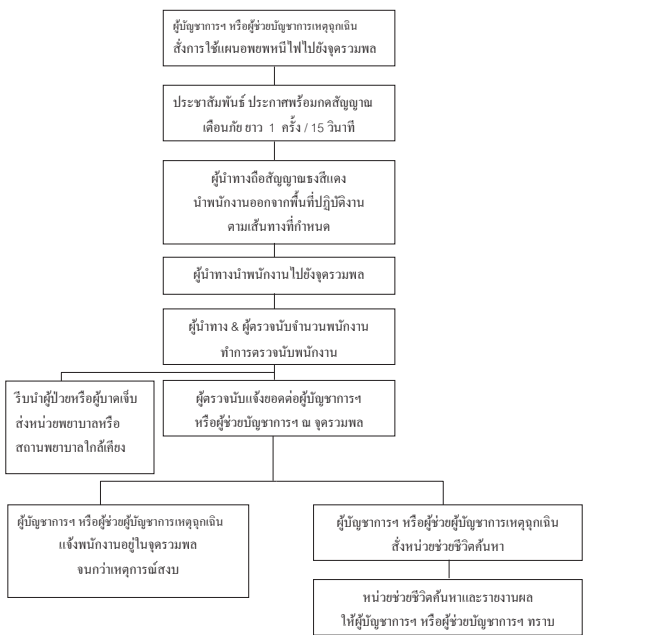 ผู้บัญชาการฯ หรือผู้ช่วยบัญชาการเหตุฉุกเฉิน
สั่งการใช้แผนอพยพหนีไฟไปยังจุดรวมพล
ประชาสัมพันธ์ ประกาศพร้อมกดสัญญาณ
เตือนภัย ยาว 1 ครั้ง / 15 วินาที
ผู้นำทางถือสัญญาณธงสีแดง
นำพนักงานออกจากพื้นที่ปฏิบัติงาน
ตามเส้นทางที่กำหนด
ผู้นำทางนำพนักงานไปยังจุดรวมพล
ผู้นำทาง & ผู้ตรวจนับจำนวนพนักงาน
ทำการตรวจนับพนักงาน
รีบนำผู้ป่วยหรือผู้บาดเจ็บ
ส่งหน่วยพยาบาลหรือ
สถานพยาบาลใกล้เคียง
ผู้ตรวจนับแจ้งยอดต่อผู้บัญชาการฯ
หรือผู้ช่วยบัญชาการฯ ณ จุดรวมพล
ผู้บัญชาการฯ หรือผู้ช่วยผู้บัญชาการเหตุฉุกเฉิน
แจ้งพนักงานอยู่ในจุดรวมพล
จนกว่าเหตุการณ์สงบ
ผู้บัญชาการฯ หรือผู้ช่วยผู้บัญชาการเหตุฉุกเฉิน
สั่งหน่วยช่วยชีวิตค้นหา
หน่วยช่วยชีวิตค้นหาและรายงานผล
ให้ผู้บัญชาการฯ หรือผู้ช่วยบัญชาการฯ ทราบ